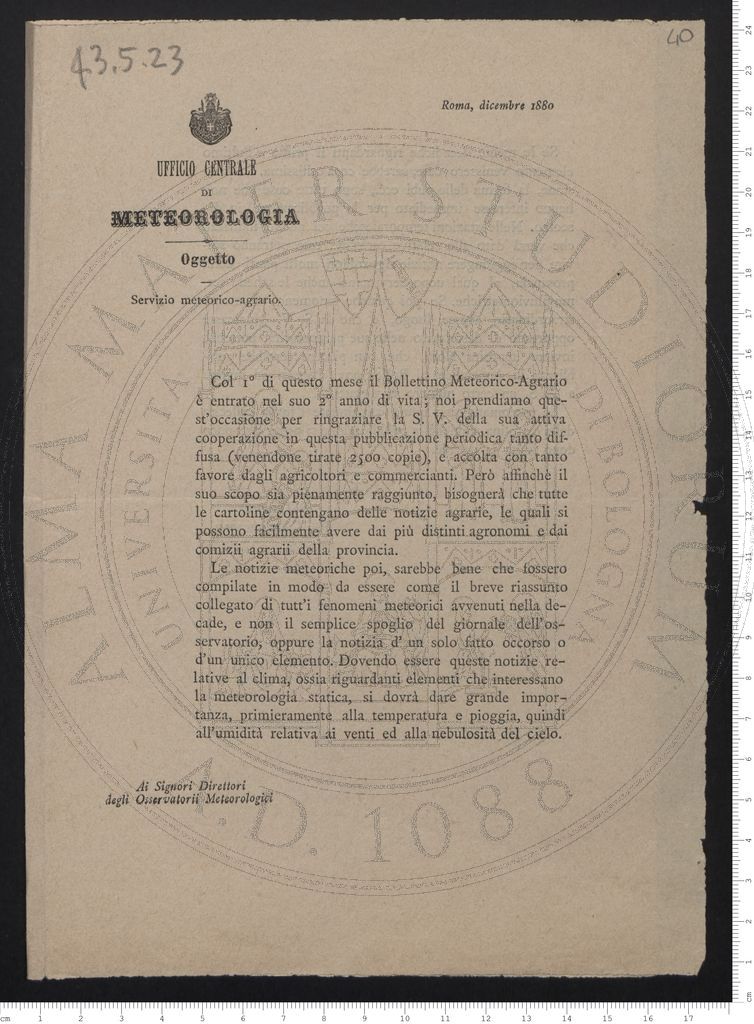 43.5.23
40
Roma, dicembre 1880
UFFICIO CENTRALE
DI
METEOROLOGIA
Oggetto
Servizio meteorico-agrario.
Col 1° di questo mese il Bollettino Meteorico-Agrario
è entrato nel suo 2° anno di vita; noi prendiamo que-
st'occasione per ringraziare la S. V. della sua attiva
cooperazione in questa pubblicazione periodica tanto dif-
fusa (venendone tirate 2500 copie), e accolta con tanto
favore dagli agricoltori e commercianti. Però affinchè il
suo scopo sia pienamente raggiunto, bisognerà che tutte
le cartoline contengano delle notizie agrarie, le quali si
possono facilmente avere dai più distinti agronomi e dai
comizii agrarii della provincia.
Le notizie meteoriche poi, sarebbe bene che fossero
compilate in modo da essere come il breve riassunto
collegato di tutt'i fenomeni meteorici avvenuti nella de-
cade, e non il semplice spoglio del giornale dell'os-
servatorio, oppure la notizia d'un solo fatto occorso o
d'un unico elemento. Dovendo essere queste notizie re-
lative al clima, ossia riguardanti elementi che interessano
la meteorologia statica, si dovrà dare grande impor-
tanza, primieramente alla temperatura e pioggia, quindi
all'umidità relativa ai venti ed alla nebulosità del cielo.
Ai Signori Direttori
degli Osservatorii Meteorologici
ALMA MATER STUDIORUM
UNIVERSITÀ DI BOLOGNA
A.D. 1088